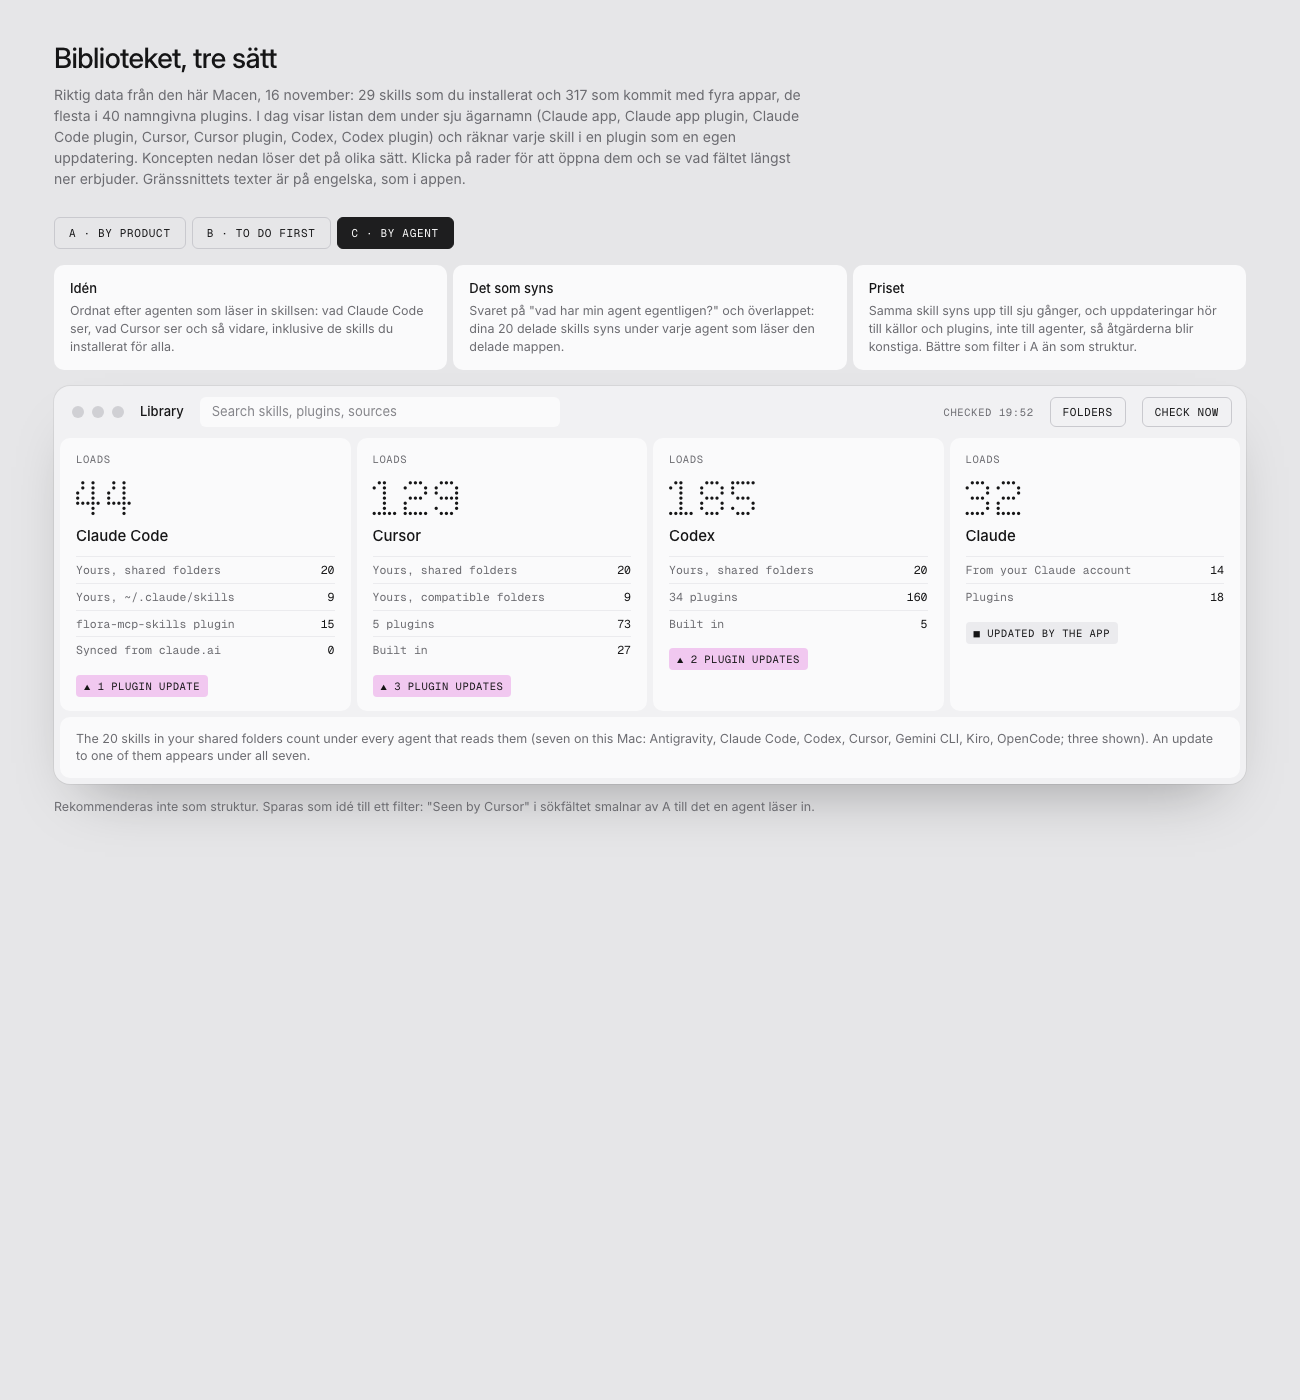 Biblioteket, tre sätt
Riktig data från den här Macen, 16 november: 29 skills som du installerat och 317 som kommit med fyra appar, de
flesta i 40 namngivna plugins. I dag visar listan dem under sju ägarnamn (Claude app, Claude app plugin, Claude
Code plugin, Cursor, Cursor plugin, Codex, Codex plugin) och räknar varje skill i en plugin som en egen
uppdatering. Koncepten nedan löser det på olika sätt. Klicka på rader för att öppna dem och se vad fältet längst
ner erbjuder. Gränssnittets texter är på engelska, som i appen.
A · BY PRODUCT
B · TO DO FIRST
C · BY AGENT
Idén
Ordnat efter agenten som läser in skillsen: vad Claude Code
ser, vad Cursor ser och så vidare, inklusive de skills du
installerat för alla.
Det som syns
Svaret på "vad har min agent egentligen?" och överlappet:
dina 20 delade skills syns under varje agent som läser den
delade mappen.
Priset
Samma skill syns upp till sju gånger, och uppdateringar hör
till källor och plugins, inte till agenter, så åtgärderna blir
konstiga. Bättre som filter i A än som struktur.
Library
Search skills, plugins, sources
CHECKED 19:52
FOLDERS
CHECK NOW
LOADS
44
Claude Code
Yours, shared folders 20
Yours, ~/.claude/skills 9
flora-mcp-skills plugin 15
Synced from claude.ai 0
▲ 1 PLUGIN UPDATE
LOADS
129
Cursor
Yours, shared folders 20
Yours, compatible folders 9
5 plugins 73
Built in 27
▲ 3 PLUGIN UPDATES
LOADS
185
Codex
Yours, shared folders 20
34 plugins 160
Built in 5
▲ 2 PLUGIN UPDATES
LOADS
32
Claude
From your Claude account 14
Plugins 18
■ UPDATED BY THE APP
The 20 skills in your shared folders count under every agent that reads them (seven on this Mac: Antigravity, Claude Code, Codex, Cursor, Gemini CLI, Kiro, OpenCode; three shown). An update
to one of them appears under all seven.
Rekommenderas inte som struktur. Sparas som idé till ett filter: "Seen by Cursor" i sökfältet smalnar av A till det en agent läser in.